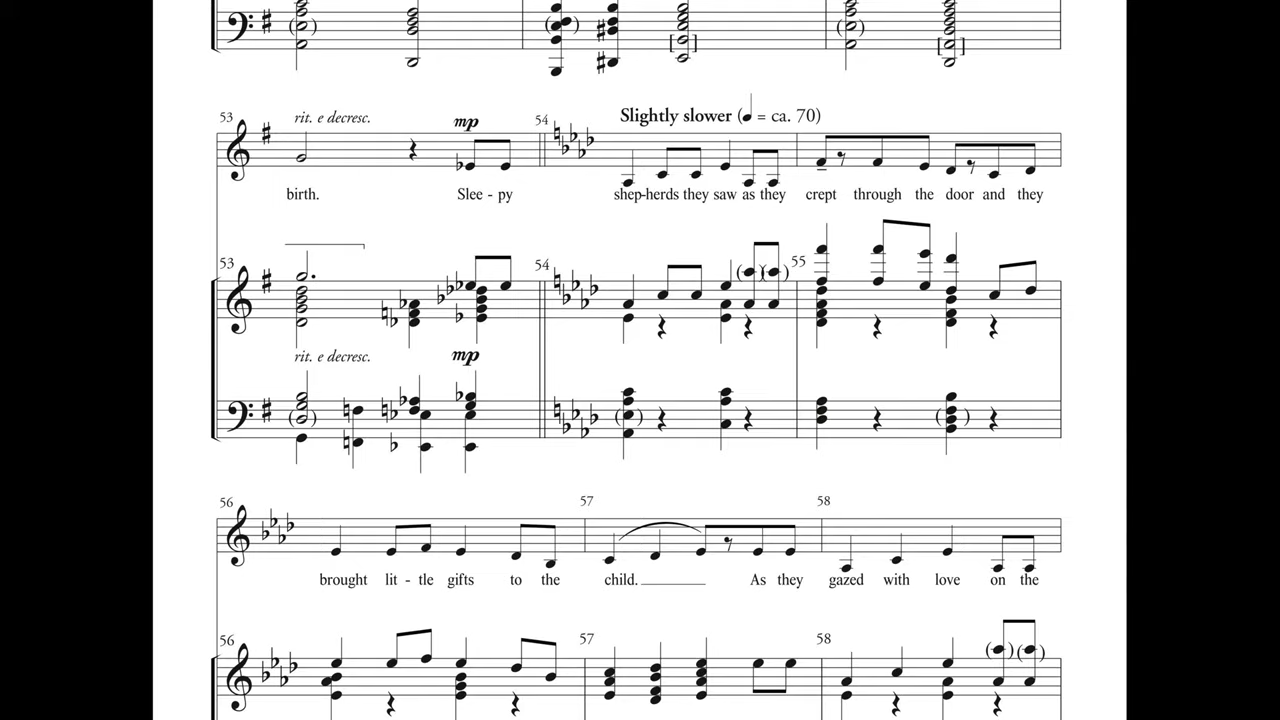 53 rit. e decresc. mp 54 Slightly slower (♩ = ca. 70)
birth. Slee - py shep-herds they saw as they crept through the door and they
53 54 55
rit. e decresc. mp
56 57 58
brought lit - tle gifts to the child. As they gazed with love on the
56 57 58